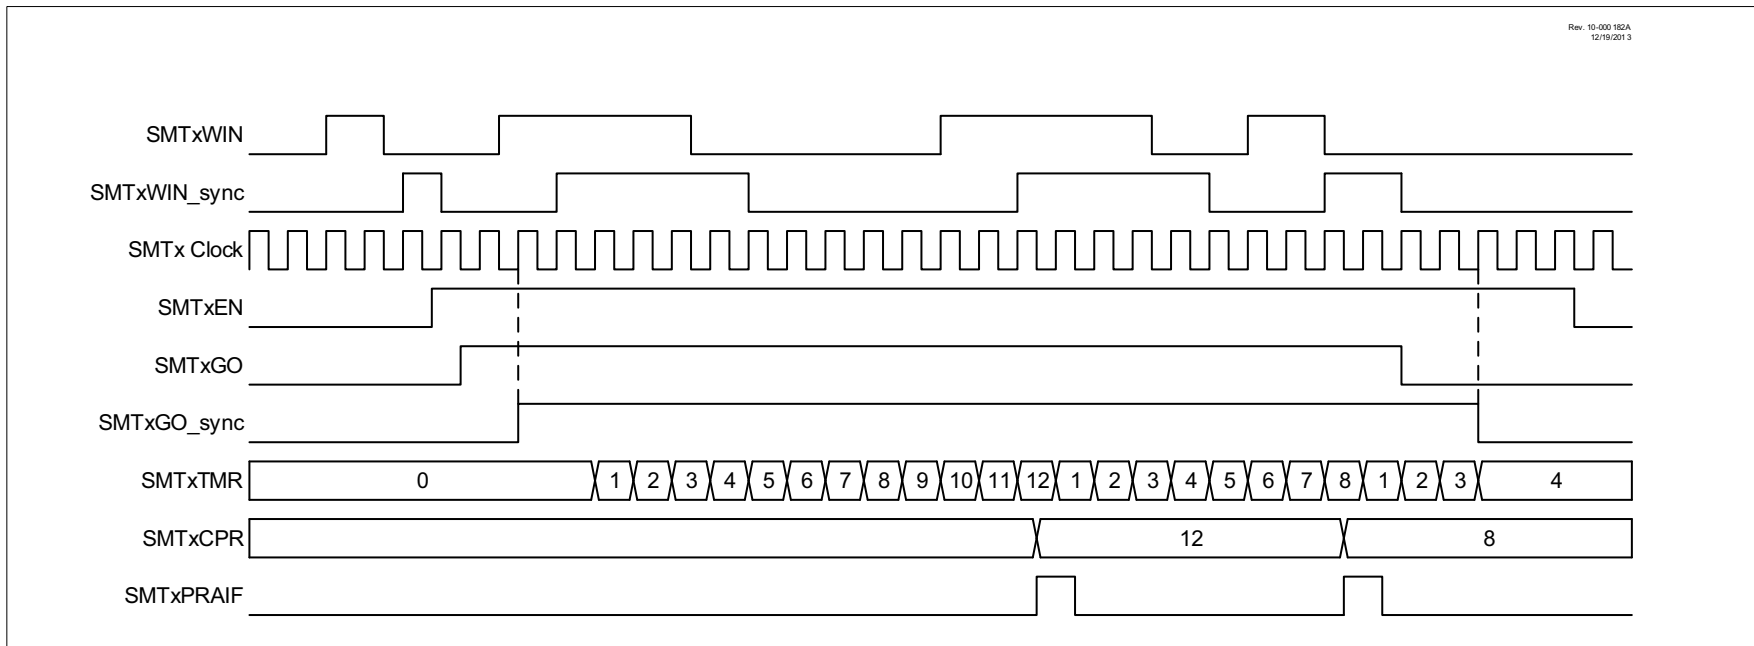 Rev. 10-000 182A
12/19/201 3
SMTxWIN
SMTxWIN_sync
SMTx Clock
SMTxEN
SMTxGO
SMTxGO_sync
SMTxTMR 0 1 2 3 4 5 6 7 8 9 10 11 12 1 2 3 4 5 6 7 8 1 2 3 4
SMTxCPR 12 8
SMTxPRAIF